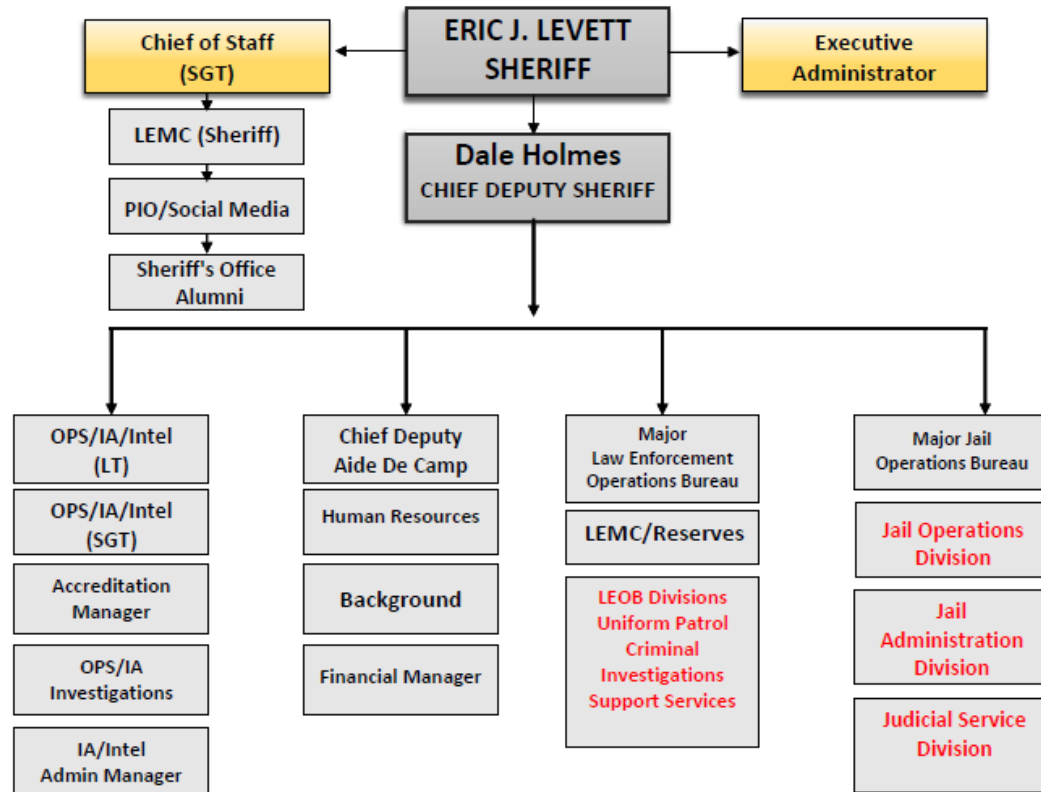 Chief of Staff
(SGT)
ERIC J. LEVETT
SHERIFF
Executive
Administrator
LEMC (Sheriff)
PIO/Social Media
Sheriff's Office
Alumni
Dale Holmes
CHIEF DEPUTY SHERIFF
OPS/IA/Intel
(LT)
OPS/IA/Intel
(SGT)
Accreditation
Manager
OPS/IA
Investigations
IA/Intel
Admin Manager
Chief Deputy
Aide De Camp
Human Resources
Background
Financial Manager
Major
Law Enforcement
Operations Bureau
LEMC/Reserves
LEOB Divisions
Uniform Patrol
Criminal
Investigations
Support Services
Major Jail
Operations Bureau
Jail Operations
Division
Jail
Administration
Division
Judicial Service
Division